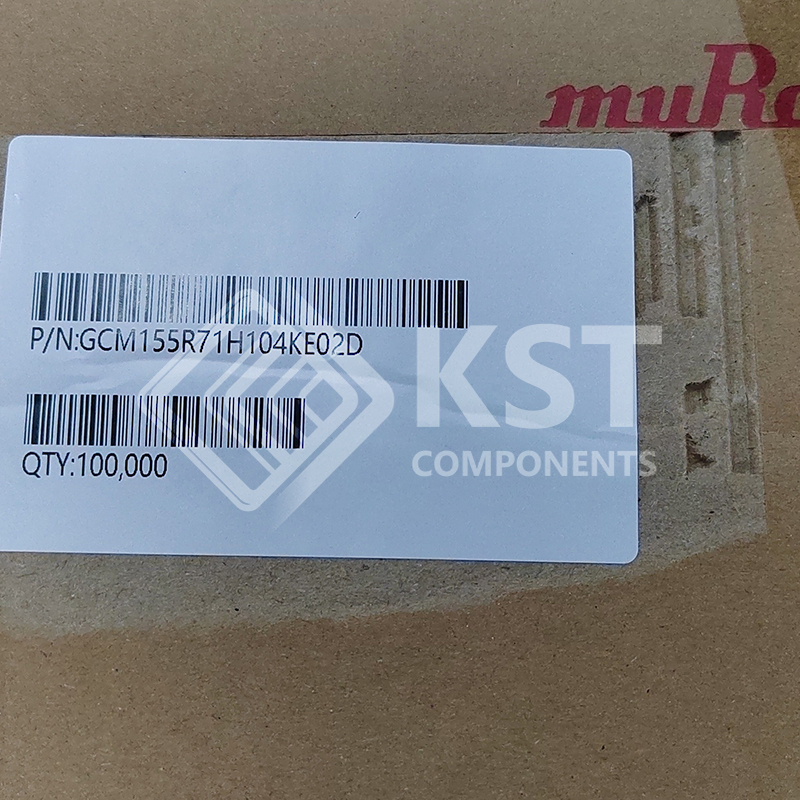 muRa
P/N:GCM155R71H104KE02D
KST
COMPONENTS
QTY:100,000